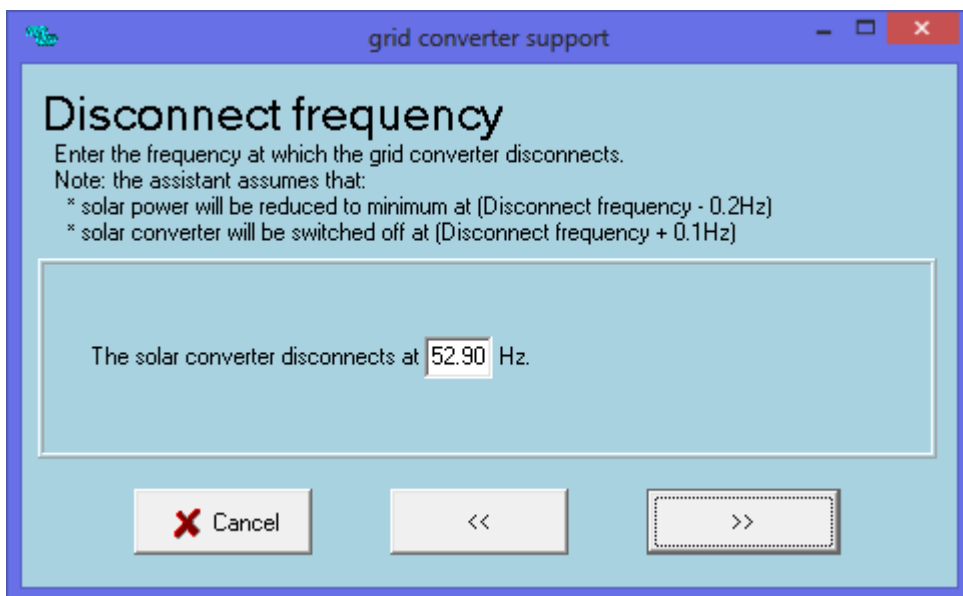 grid converter support
Disconnect frequency
Enter the frequency at which the grid converter disconnects.
Note: the assistant assumes that:
* solar power will be reduced to minimum at (Disconnect frequency - 0.2Hz)
* solar converter will be switched off at (Disconnect frequency + 0.1Hz)
The solar converter disconnects at 52.90 Hz.
Cancel << >>